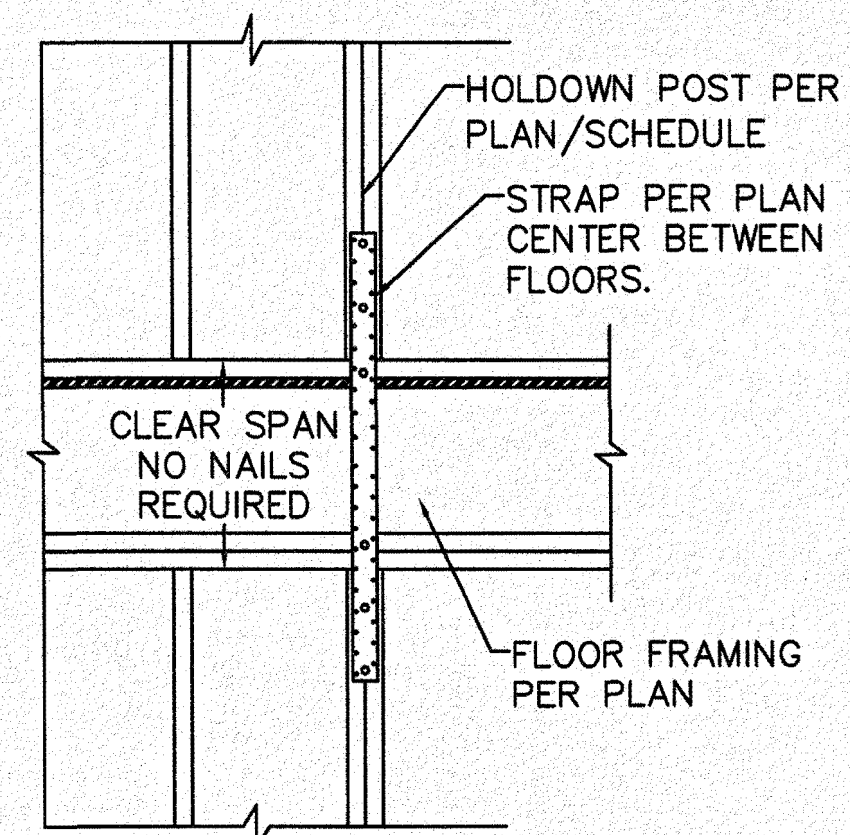 HOLDOWN POST PER
PLAN/SCHEDULE
STRAP PER PLAN
CENTER BETWEEN
FLOORS.
CLEAR SPAN
NO NAILS
REQUIRED
FLOOR FRAMING
PER PLAN